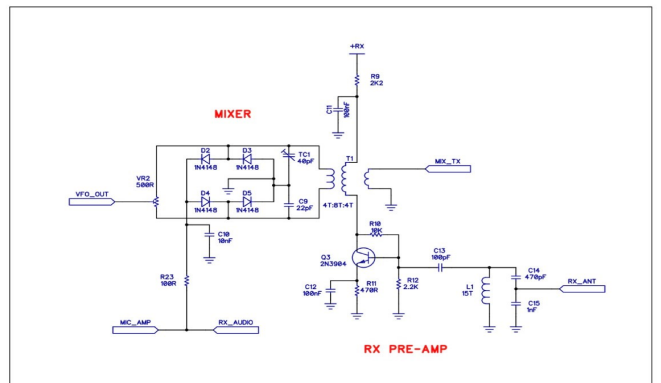 +RX
R9
2K2
C11
100nF
MIXER
D2
1N4148
D3
1N4148
TC1
40pF
T1
4T:8T:4T
MIX_TX
VR2
500R
VFO_OUT
D4
1N4148
D5
1N4148
C9
22pF
C10
10nF
R10
10K
Q3
2N3904
C13
100pF
C14
470pF
RX_ANT
R23
100R
C12
100nF
R11
470R
R12
2.2K
L1
15T
C15
1nF
MIC_AMP
RX_AUDIO
RX PRE-AMP